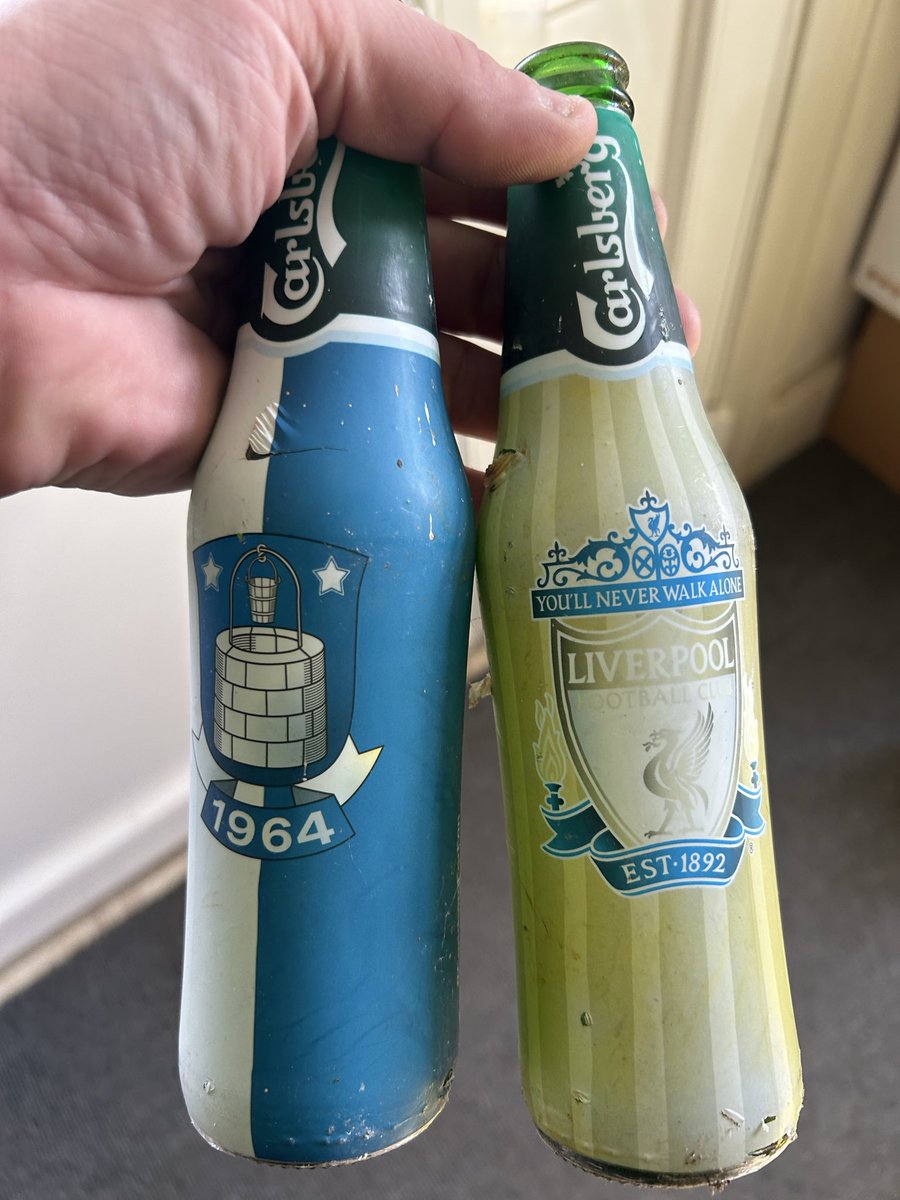 Carlsberg
1964
Carlsberg
YOU'LL NEVER WALK ALONE
LIVERPOOL
FOOTBALL CLUB
EST·1892
®